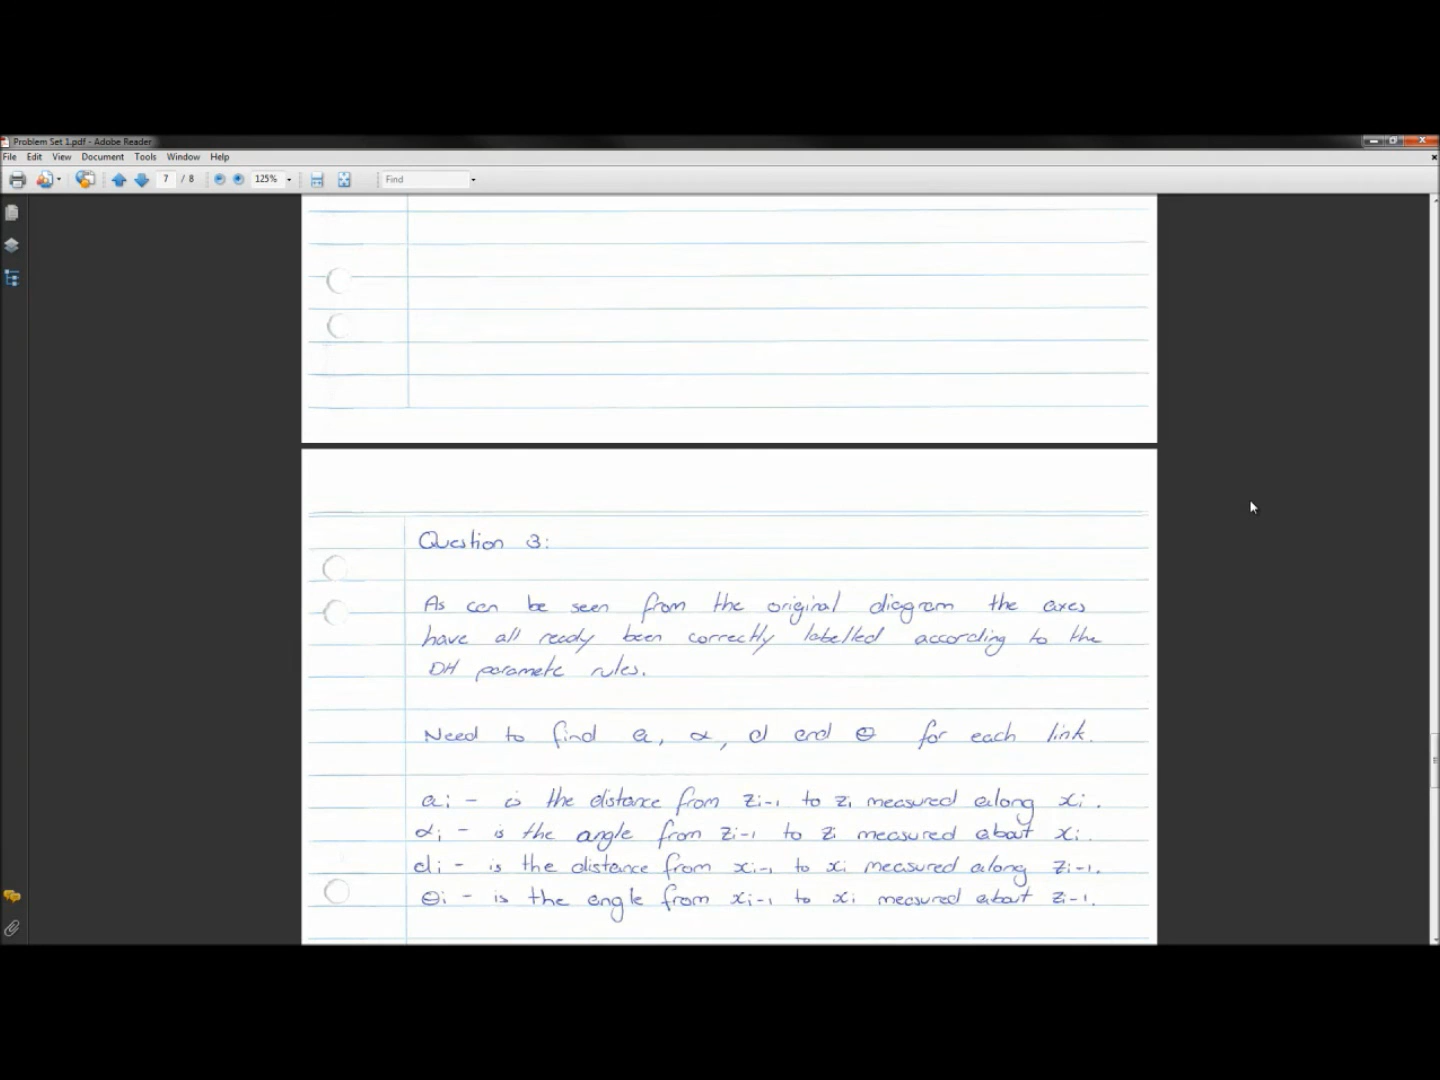 Problem Set 1.pdf - Adobe Reader
File Edit View Document Tools Window Help
7 / 8 125% Find
Question 3:
As can be seen from the original diagram the axes
have all ready been correctly labelled according to the
DH paramete rules.
Need to find a, α, d and θ for each link.
ai - is the distance from zi-1 to zi measured along xi.
αi - is the angle from zi-1 to zi measured about xi.
di - is the distance from xi-1 to xi measured along zi-1.
θi - is the angle from xi-1 to xi measured about zi-1.